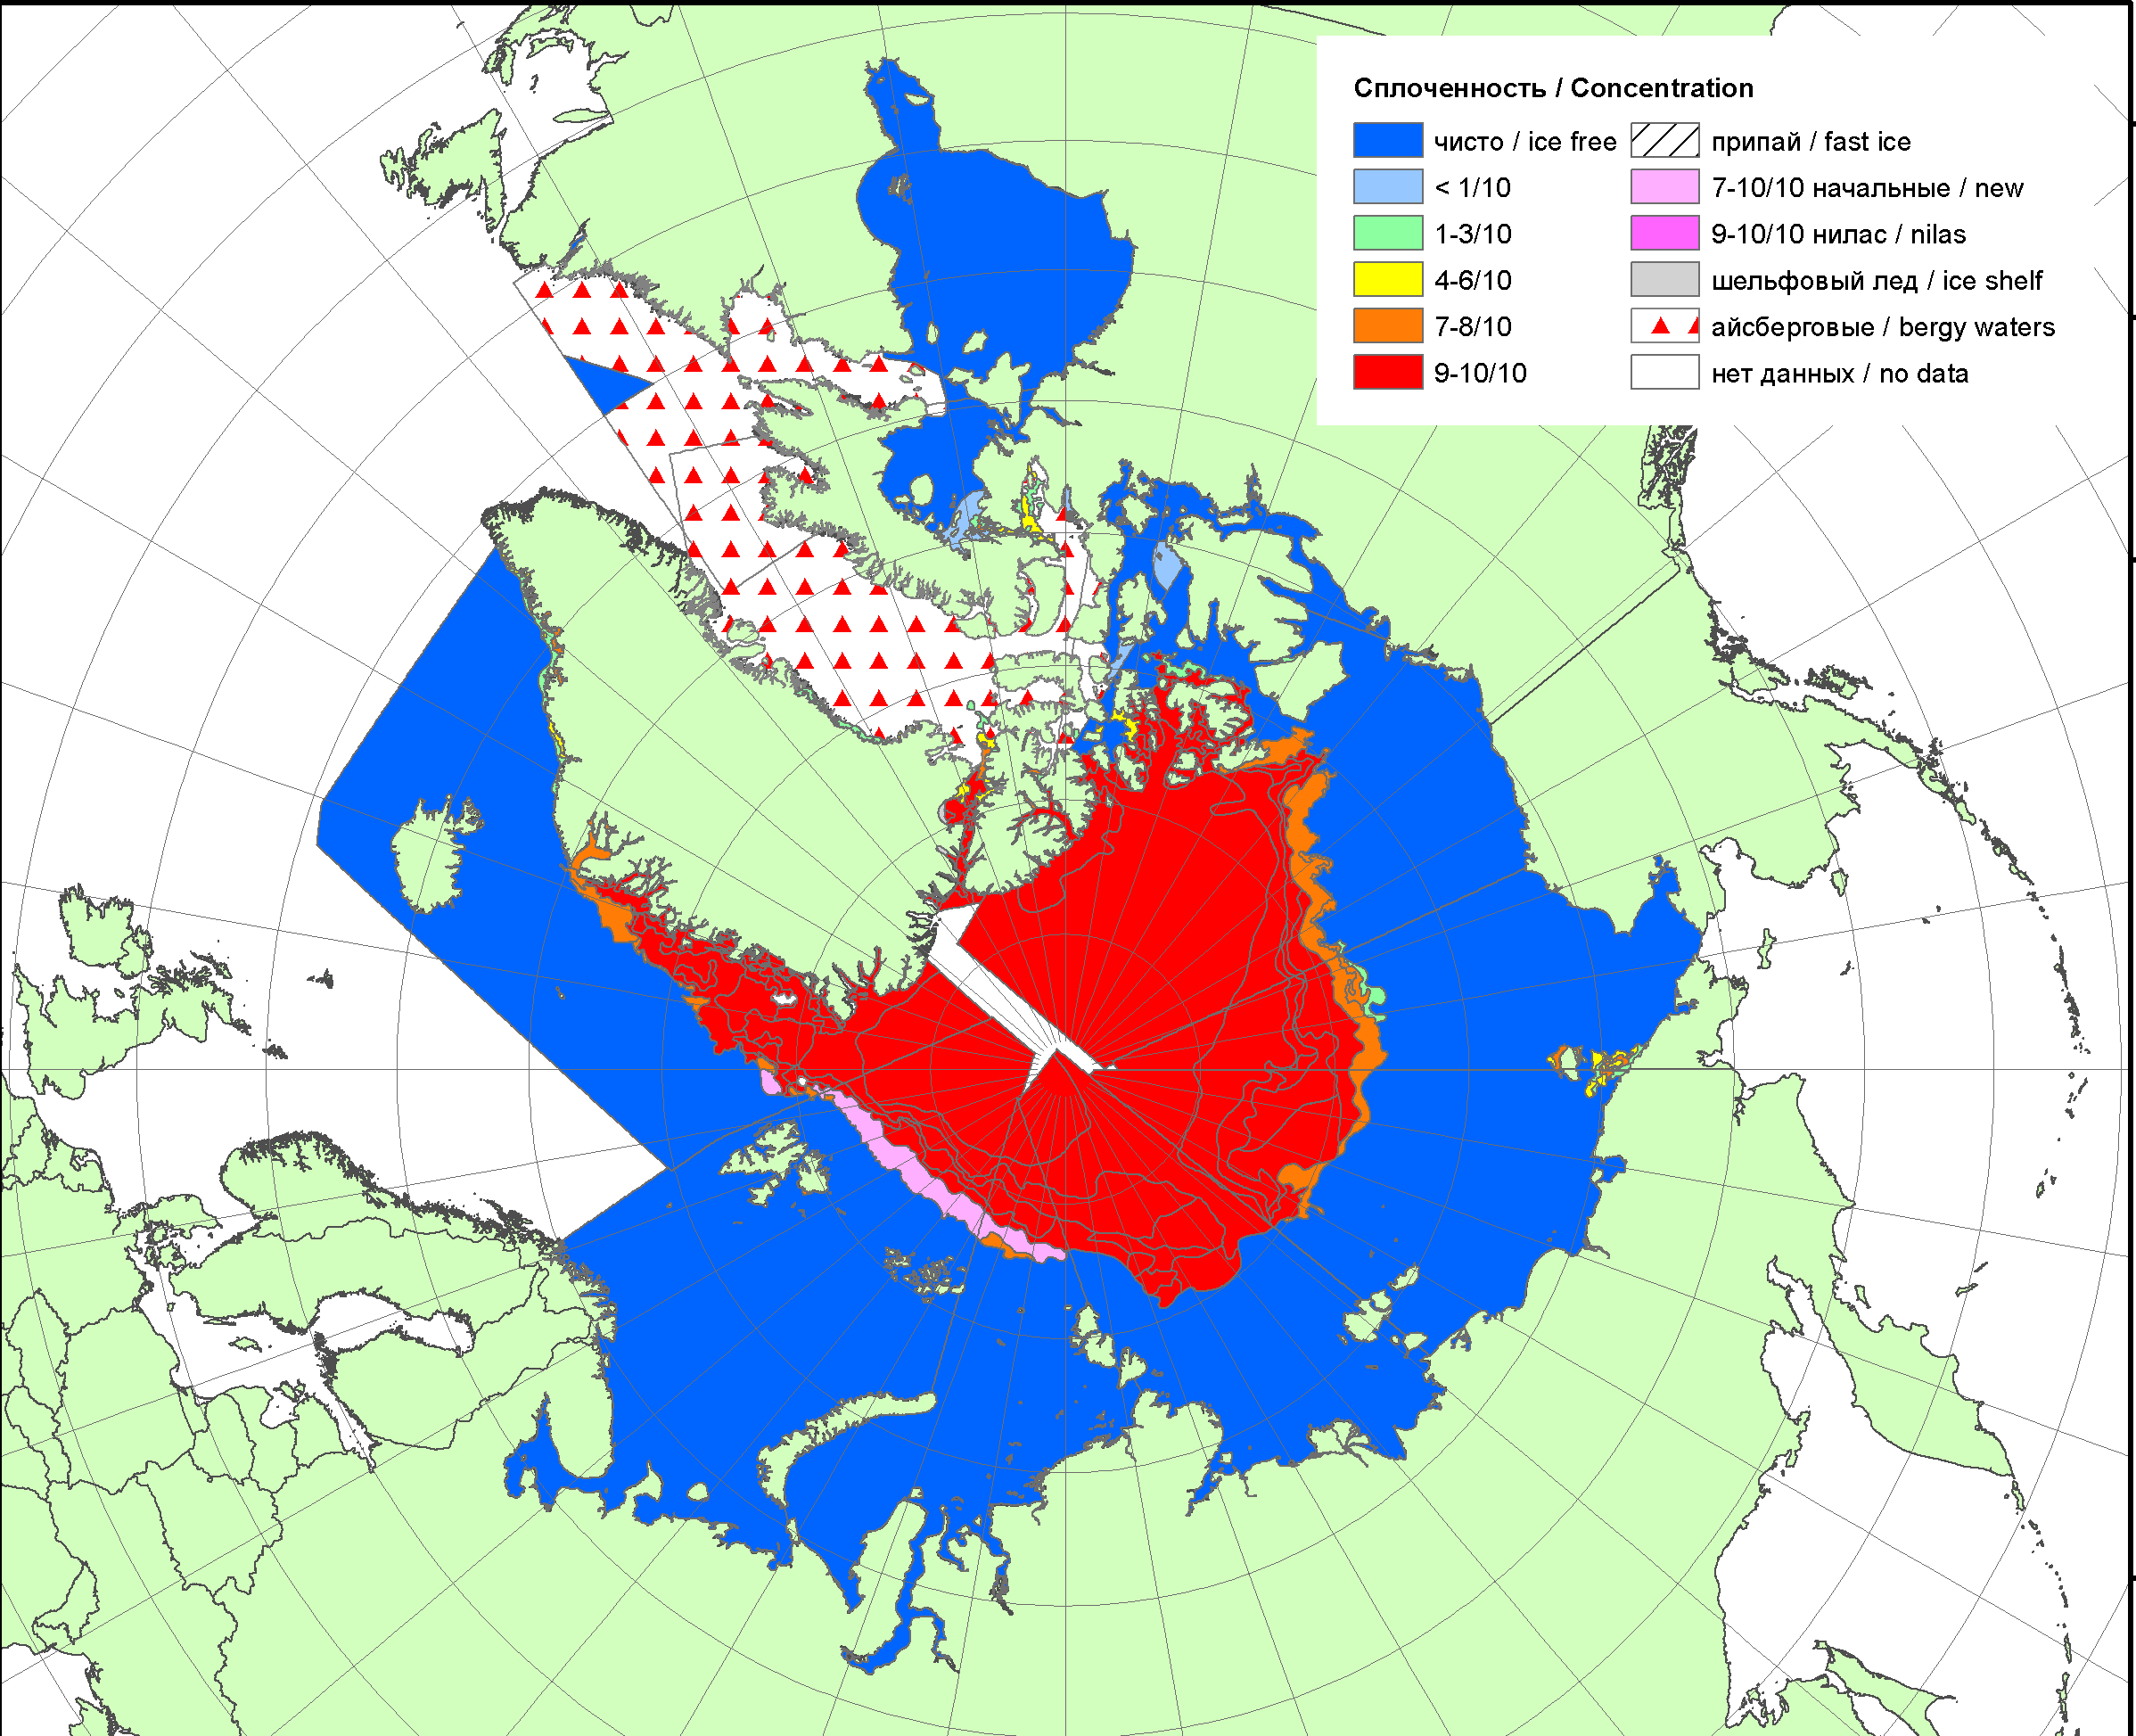 Сплоченность / Concentration
чисто / ice free
< 1/10
1-3/10
4-6/10
7-8/10
9-10/10
припай / fast ice
7-10/10 начальные / new
9-10/10 нилас / nilas
шельфовый лед / ice shelf
айсберговые / bergy waters
нет данных / no data